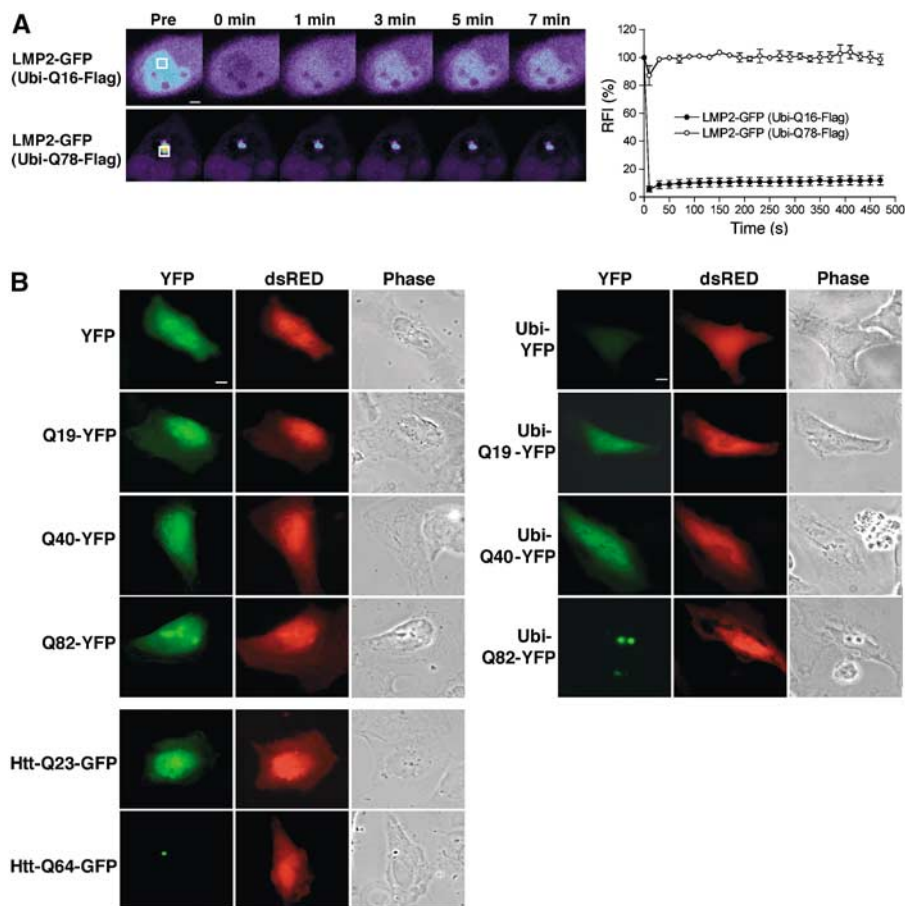 A
Pre 0 min 1 min 3 min 5 min 7 min
LMP2-GFP
(Ubi-Q16-Flag)
LMP2-GFP
(Ubi-Q78-Flag)
120
100
80
60
40
20
0
RFI (%)
LMP2-GFP (Ubi-Q16-Flag)
LMP2-GFP (Ubi-Q78-Flag)
0 50 100 150 200 250 300 350 400 450 500
Time (s)
B
YFP dsRED Phase
YFP
Q19-YFP
Q40-YFP
Q82-YFP
Htt-Q23-GFP
Htt-Q64-GFP
YFP dsRED Phase
Ubi-
YFP
Ubi-
Q19-YFP
Ubi-
Q40-YFP
Ubi-
Q82-YFP